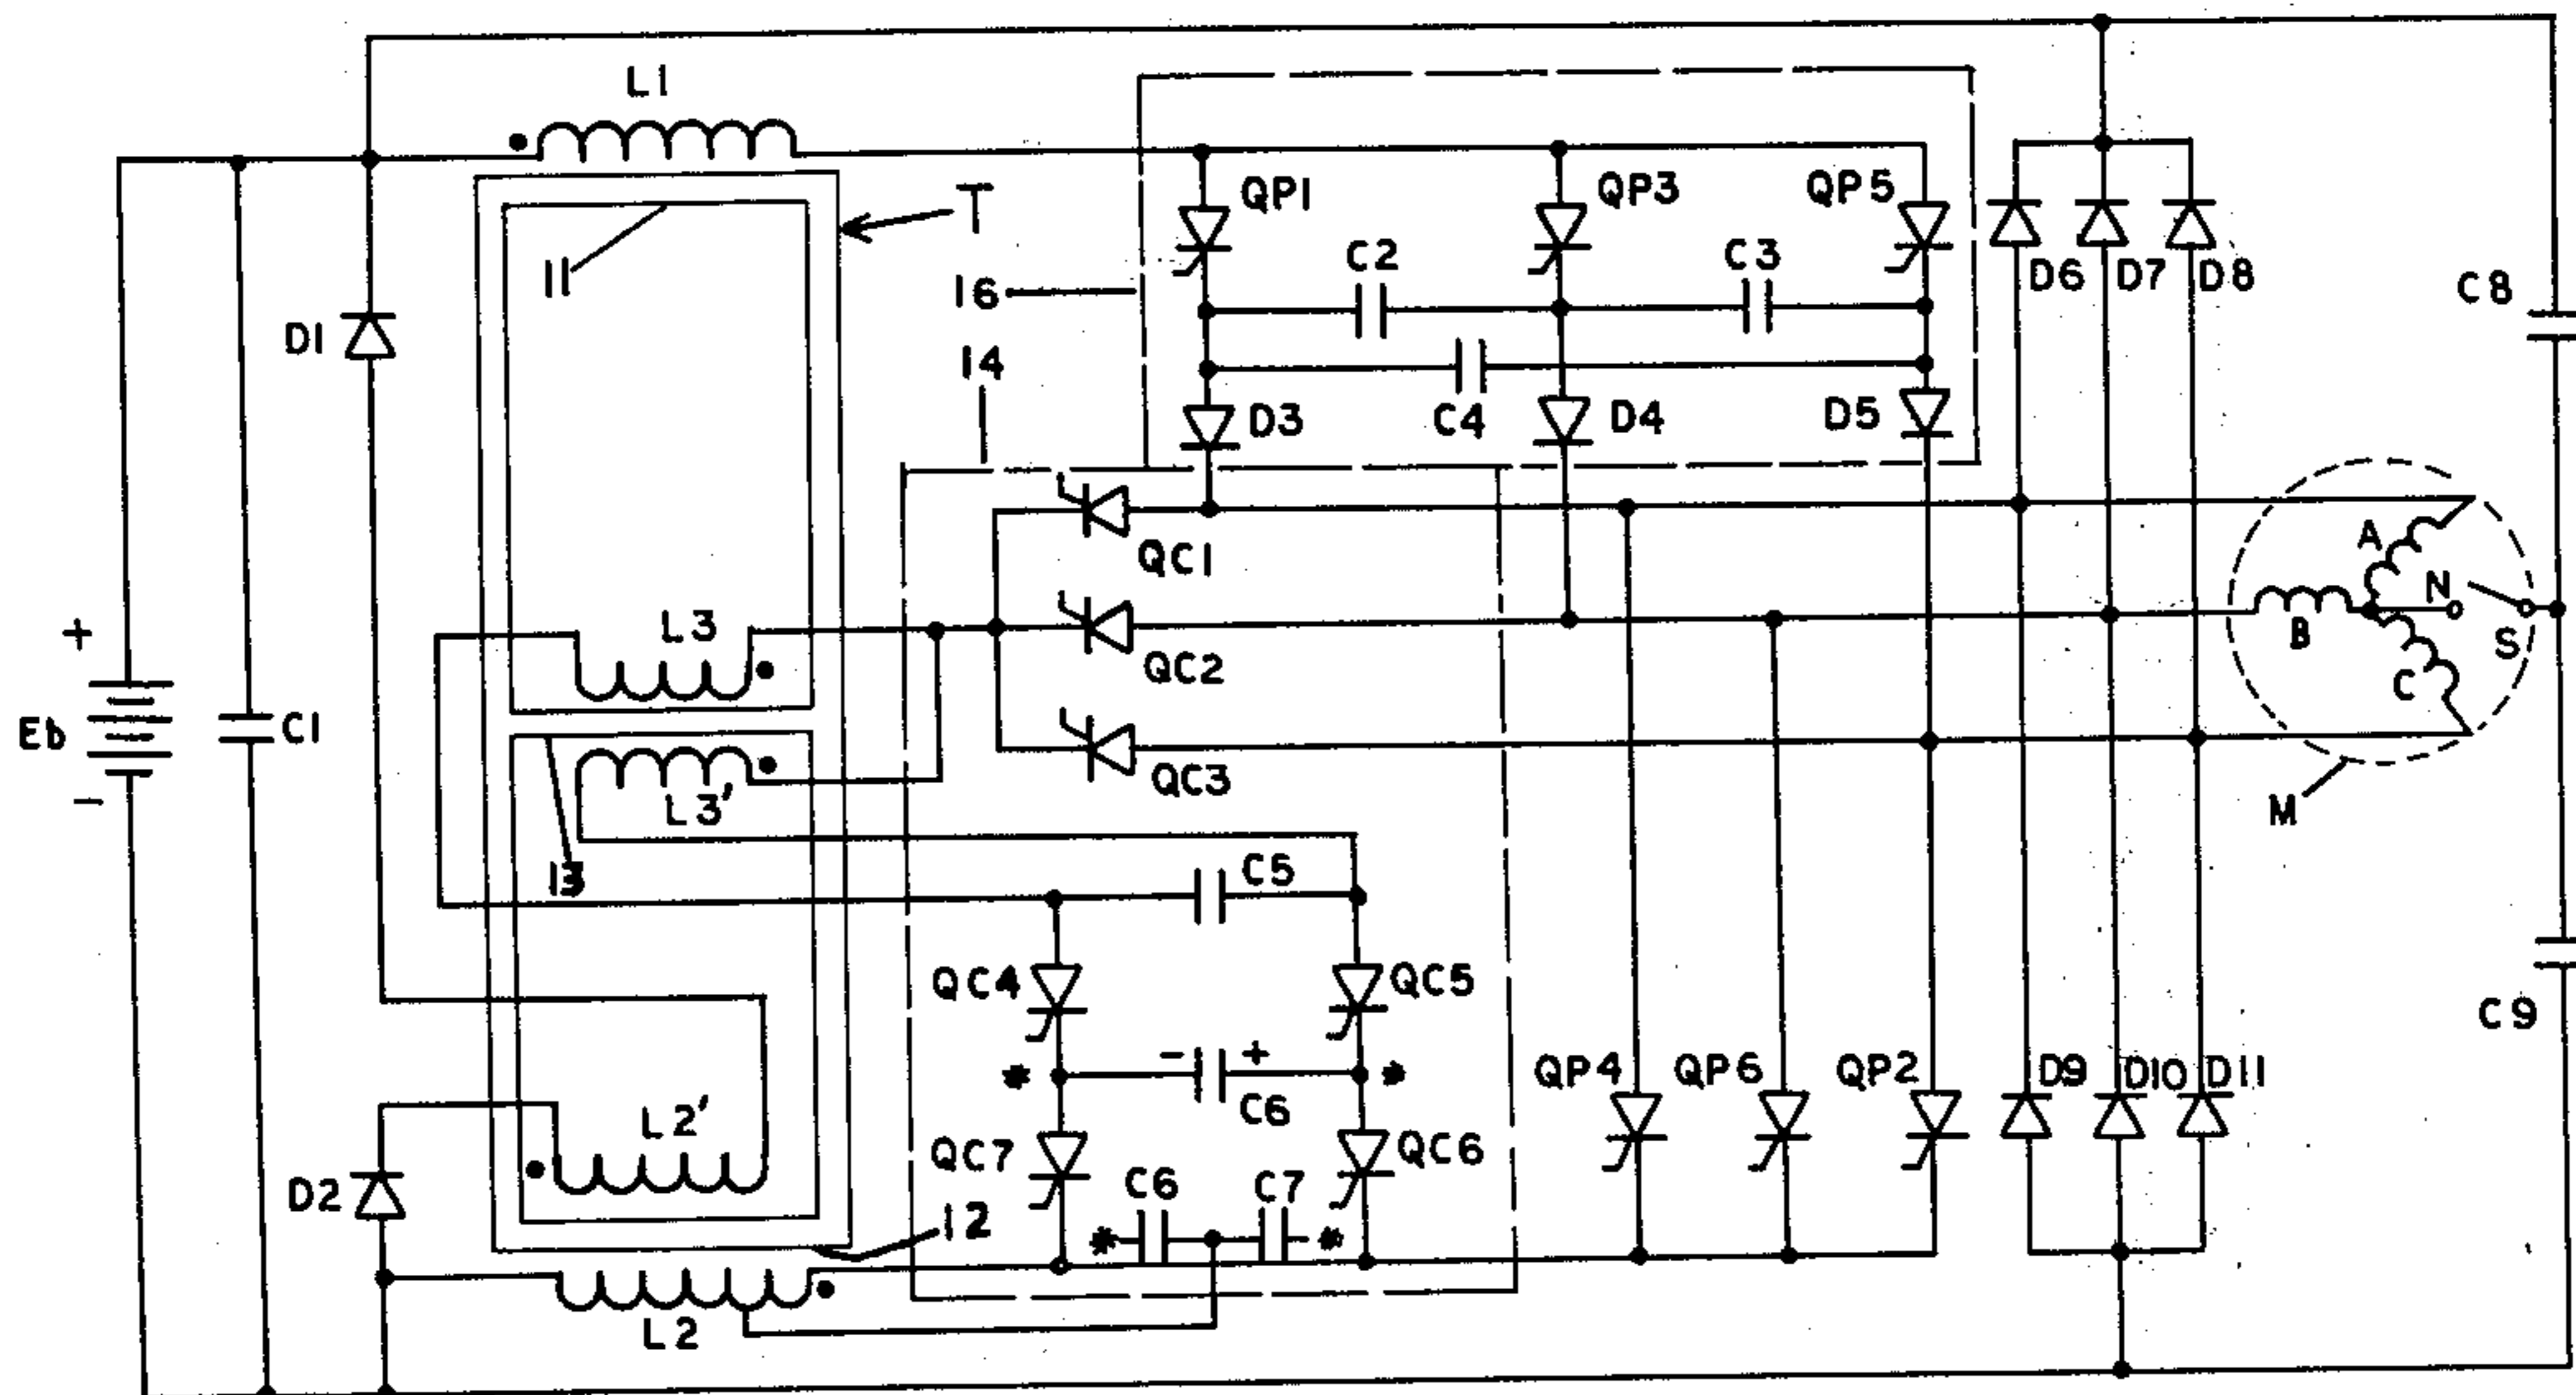 L1
T
QP1
QP3
QP5
11
16
C2
C3
D6
D7
D8
C8
D1
14
C4
D3
D4
D5
QC1
A
N
B
S
C
L3
QC2
+
Eb
-
C1
L3'
QC3
M
13
C5
QC4
QC5
C9
*
-
+
*
C6
QP4
QP6
QP2
D9
D10
D11
L2'
QC7
QC6
D2
C6
C7
12
*
*
L2